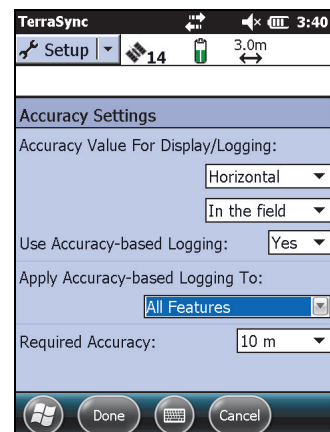 TerraSync 3:40
Setup 14 3.0m
Accuracy Settings
Accuracy Value For Display/Logging:
Horizontal
In the field
Use Accuracy-based Logging: Yes
Apply Accuracy-based Logging To:
All Features
Required Accuracy: 10 m
Done Cancel